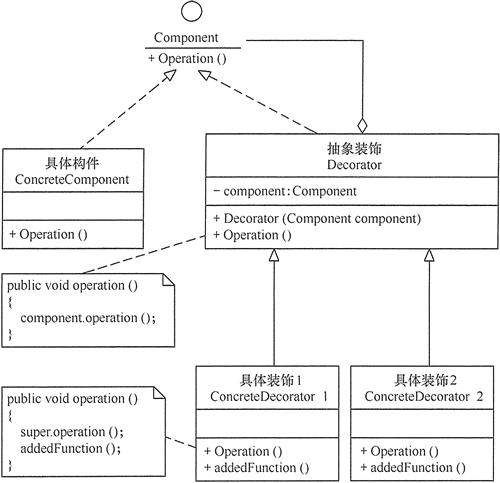 Component
+ Operation ()
具体构件
ConcreteComponent
+ Operation ()
抽象装饰
Decorator
- component:Component
+ Decorator (Component component)
+ Operation ()
public void operation ()
{
component.operation ();
}
具体装饰1
ConcreteDecorator 1
+ Operation ()
+ addedFunction ()
具体装饰2
ConcreteDecorator 2
+ Operation ()
+ addedFunction ()
public void operation ()
{
super.operation ();
addedFunction ();
}